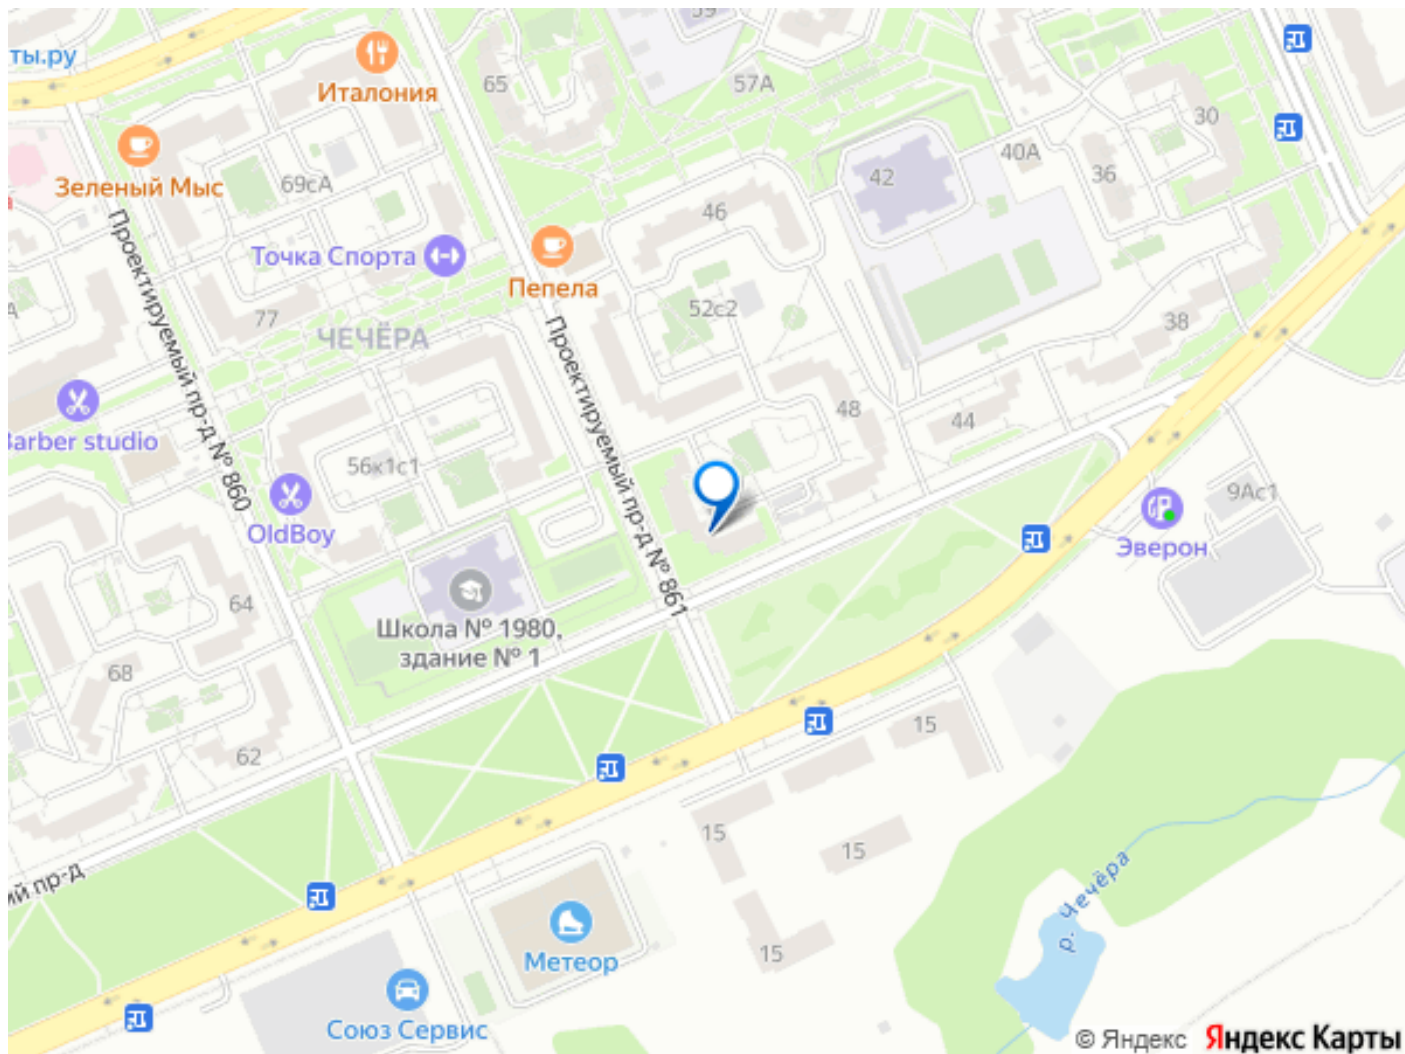 59
ты.ру
Италония
65
57А
30
Зеленый Мыс
69сА
42
40А
36
46
Точка Спорта
Пепела
Проектируемый пр-д № 860
77
ЧЕЧЁРА
52с2
38
Проектируемый пр-д № 861
Barber studio
48
44
56к1с1
OldBoy
9Ас1
Эверон
64
Школа № 1980,
здание № 1
68
62
15
15
15
ий пр-д
р. Чечёра
15
Метеор
Союз Сервис
© Яндекс Яндекс Карты